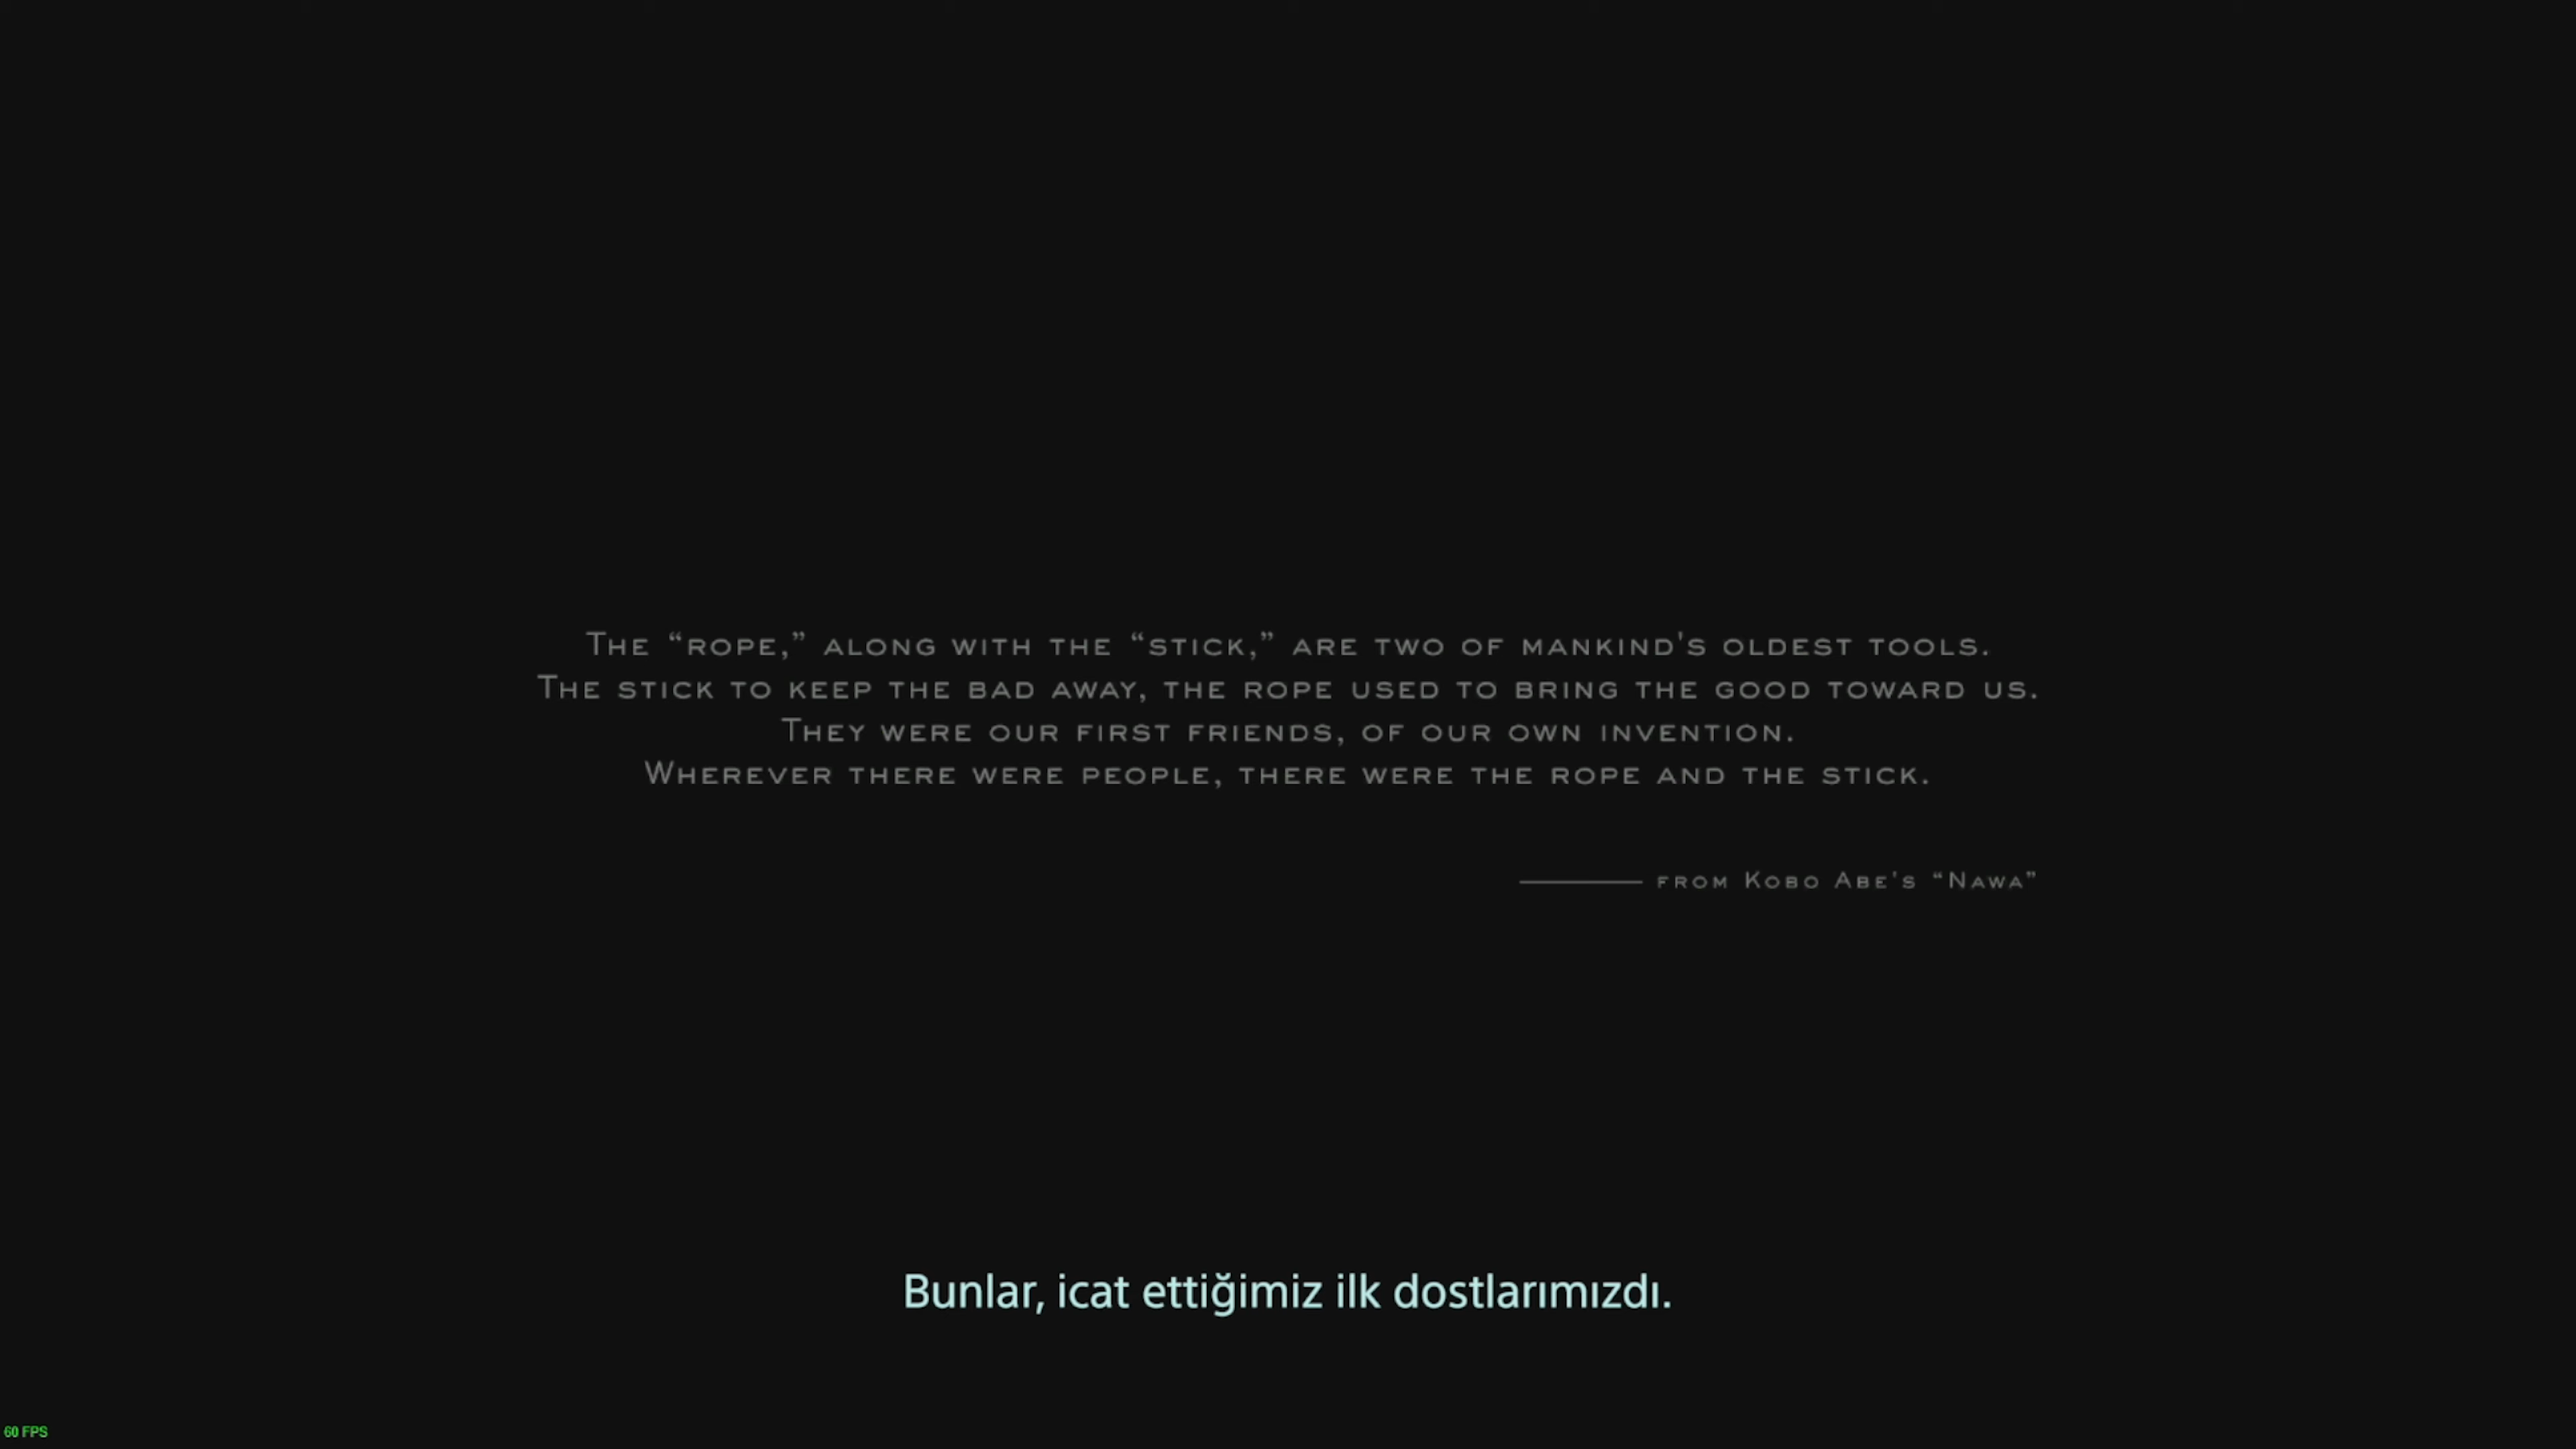 The “rope,” along with the “stick,” are two of mankind's oldest tools.
The stick to keep the bad away, the rope used to bring the good toward us.
They were our first friends, of our own invention.
Wherever there were people, there were the rope and the stick.
——— from Kobo Abe's “Nawa”
Bunlar, icat ettiğimiz ilk dostlarımızdı.
60 FPS